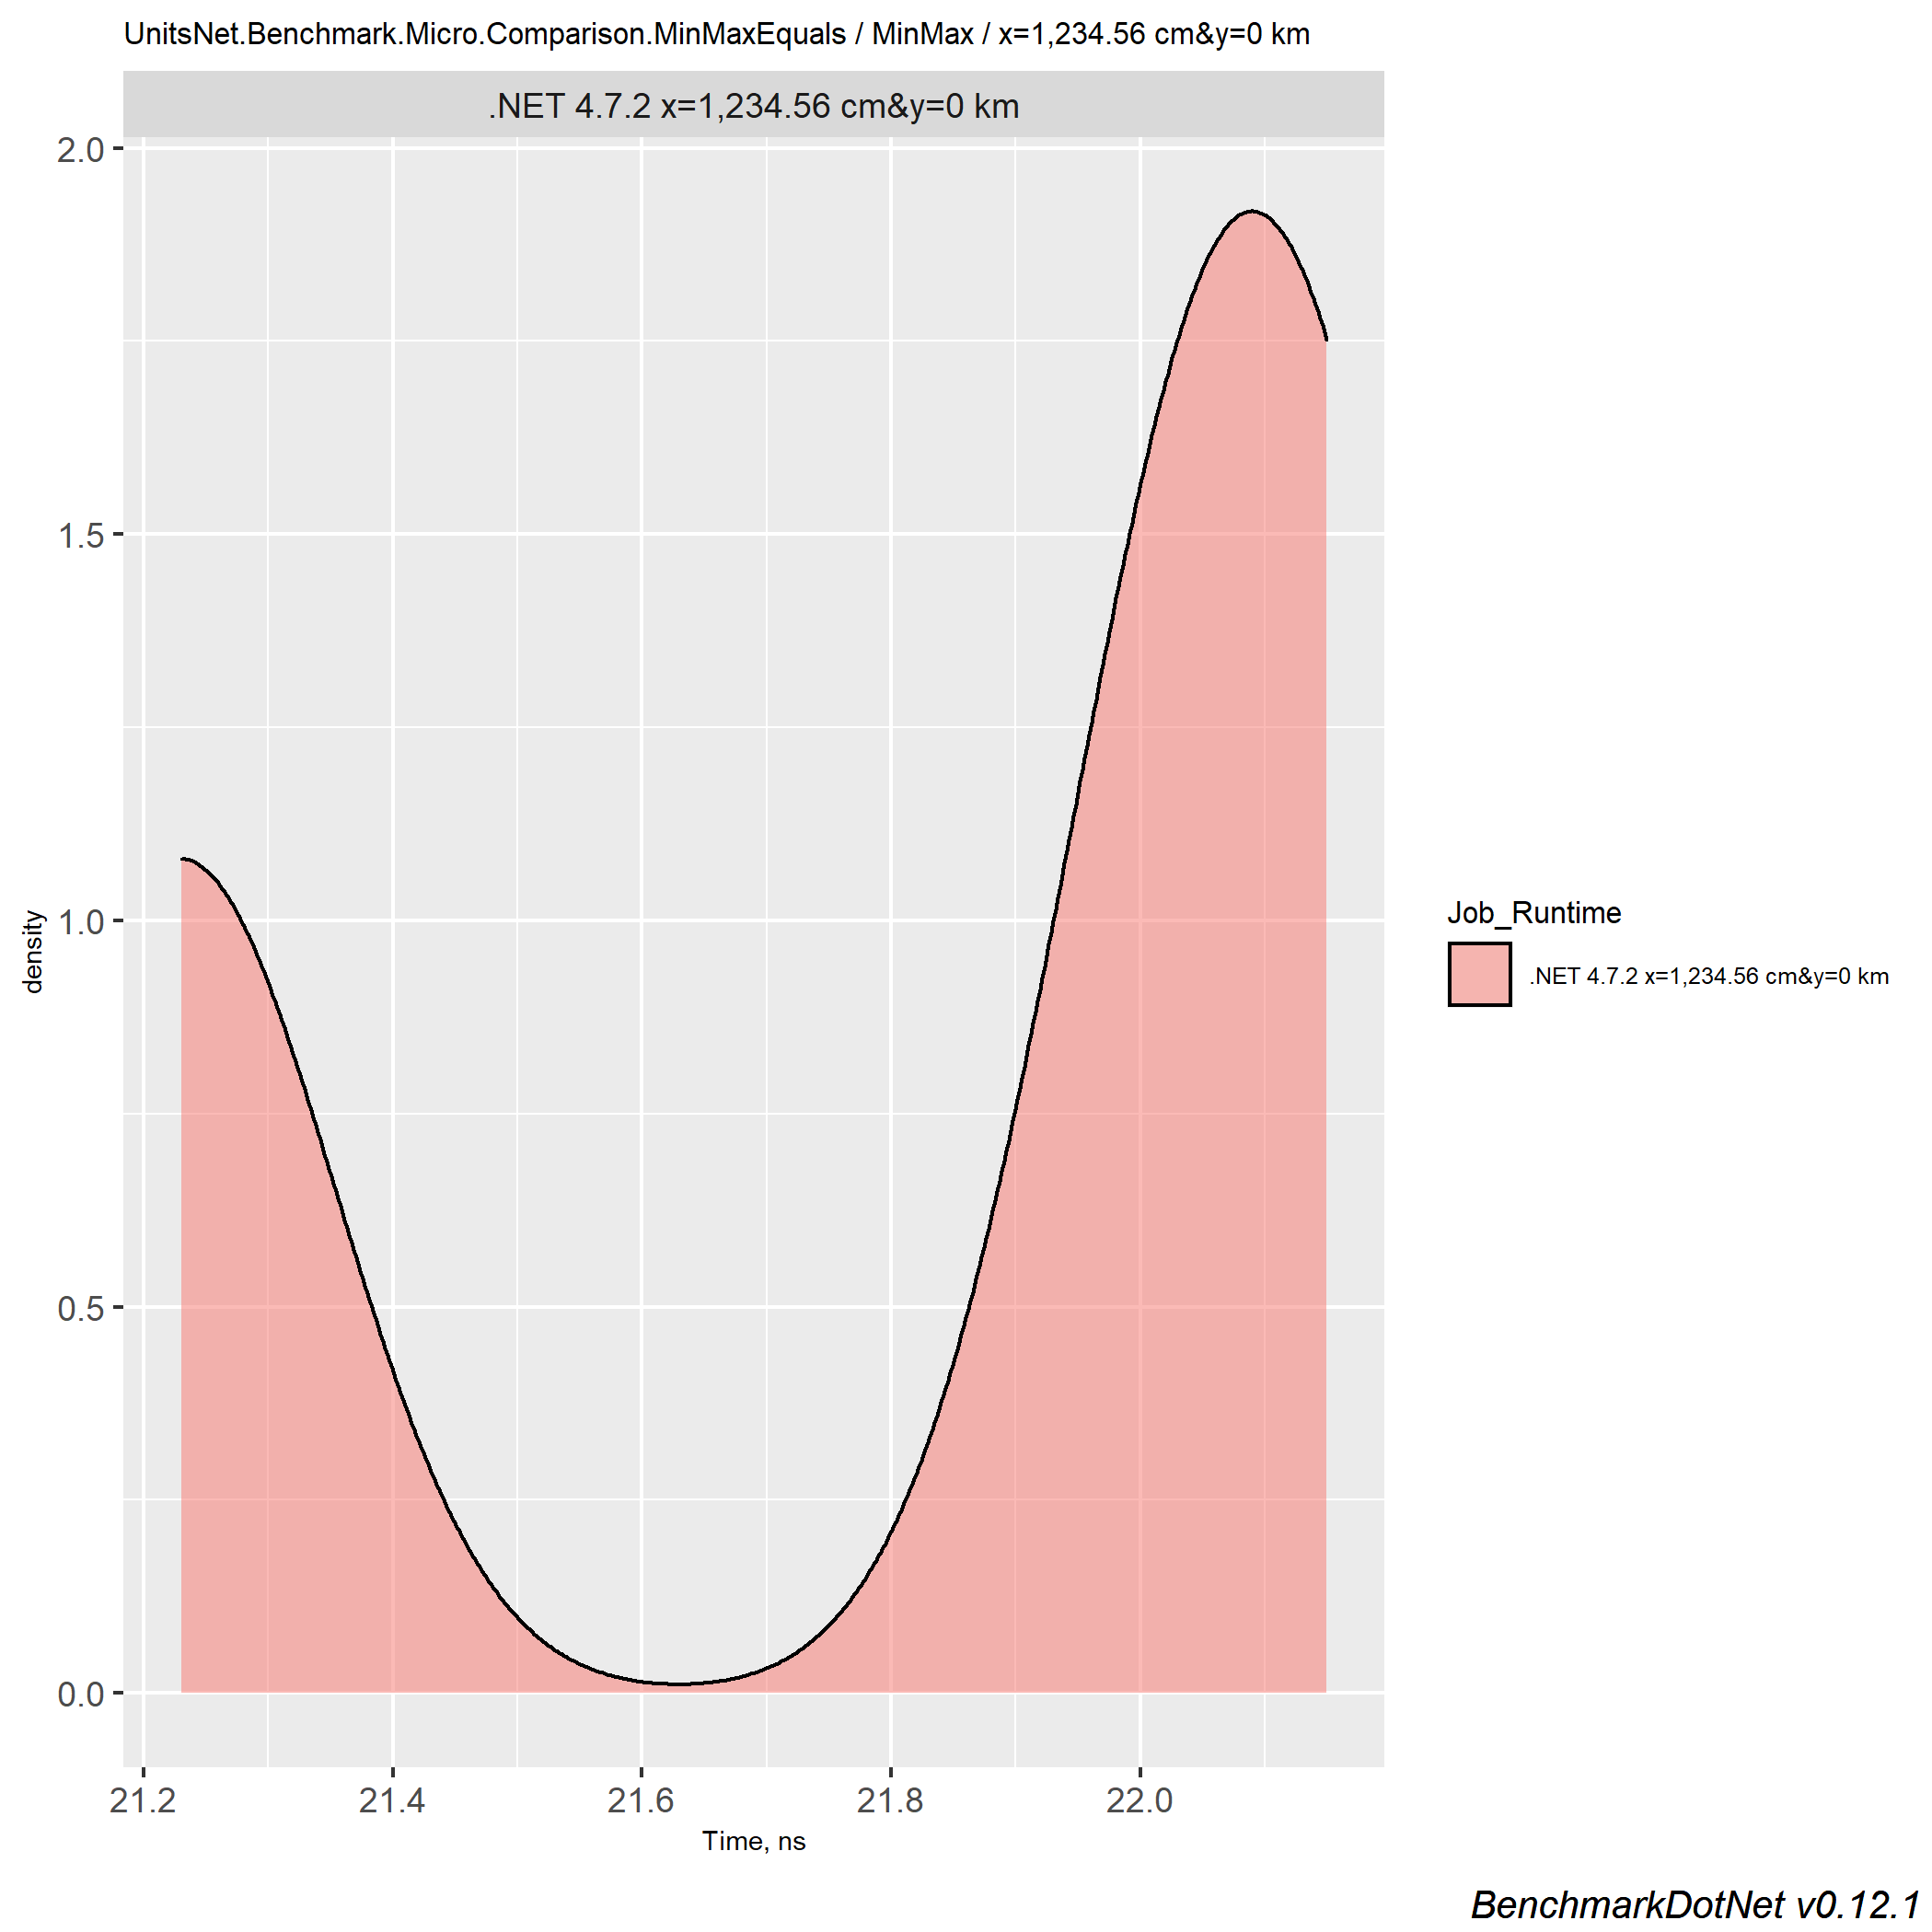 UnitsNet.Benchmark.Micro.Comparison.MinMaxEquals / MinMax / x=1,234.56 cm&y=0 km
.NET 4.7.2 x=1,234.56 cm&y=0 km
2.0
1.5
1.0
0.5
0.0
density
21.2 21.4 21.6 21.8 22.0
Time, ns
Job_Runtime
.NET 4.7.2 x=1,234.56 cm&y=0 km
BenchmarkDotNet v0.12.1